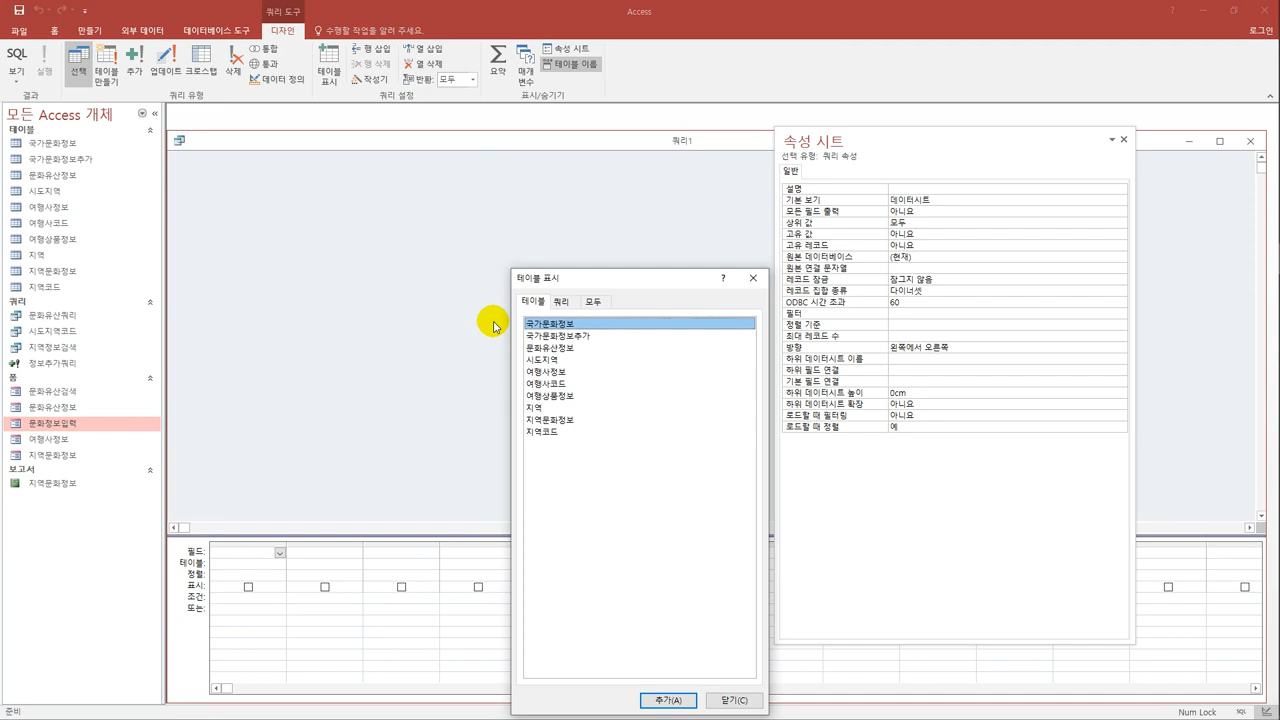 쿼리 도구
Access
파일 홈 만들기 외부 데이터 데이터베이스 도구 디자인 수행할 작업을 알려 주세요.
로그인
SQL
보기
실행
선택
테이블
만들기
추가
업데이트
크로스탭
삭제
통합
통과
데이터 정의
테이블
표시
행 삽입
행 삭제
작성기
열 삽입
열 삭제
반환: 모두
요약
매개
변수
속성 시트
테이블 이름
결과
쿼리 유형
쿼리 설정
표시/숨기기
모든 Access 개체
테이블
국가문화정보
국가문화정보추가
문화유산정보
시도지역
여행사정보
여행사코드
여행상품정보
지역
지역문화정보
지역코드
쿼리
문화유산쿼리
시도지역코드
지역정보검색
정보추가쿼리
폼
문화유산검색
문화유산정보
문화정보입력
여행사정보
지역문화정보
보고서
지역문화정보
쿼리1
테이블 표시
?
테이블 쿼리 모두
국가문화정보
국가문화정보추가
문화유산정보
시도지역
여행사정보
여행사코드
여행상품정보
지역
지역문화정보
지역코드
추가(A) 닫기(C)
속성 시트
선택 유형: 쿼리 속성
일반
설명
기본 보기 데이터시트
모든 필드 출력 아니요
상위 값 모두
고유 값 아니요
고유 레코드 아니요
원본 데이터베이스 (현재)
원본 연결 문자열
레코드 잠금 잠그지 않음
레코드 집합 종류 다이너셋
ODBC 시간 초과 60
필터
정렬 기준
최대 레코드 수
방향 왼쪽에서 오른쪽
하위 데이터시트 이름
하위 필드 연결
기본 필드 연결
하위 데이터시트 높이 0cm
하위 데이터시트 확장 아니요
로드할 때 필터링 아니요
로드할 때 정렬 예
필드:
테이블:
정렬:
표시:
조건:
또는:
준비
Num Lock
SQL